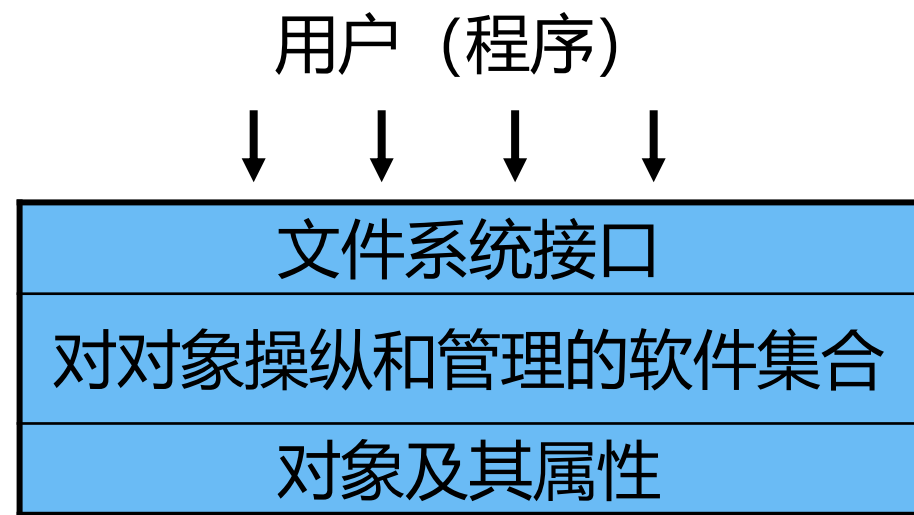 用户（程序）
文件系统接口
对对象操纵和管理的软件集合
对象及其属性